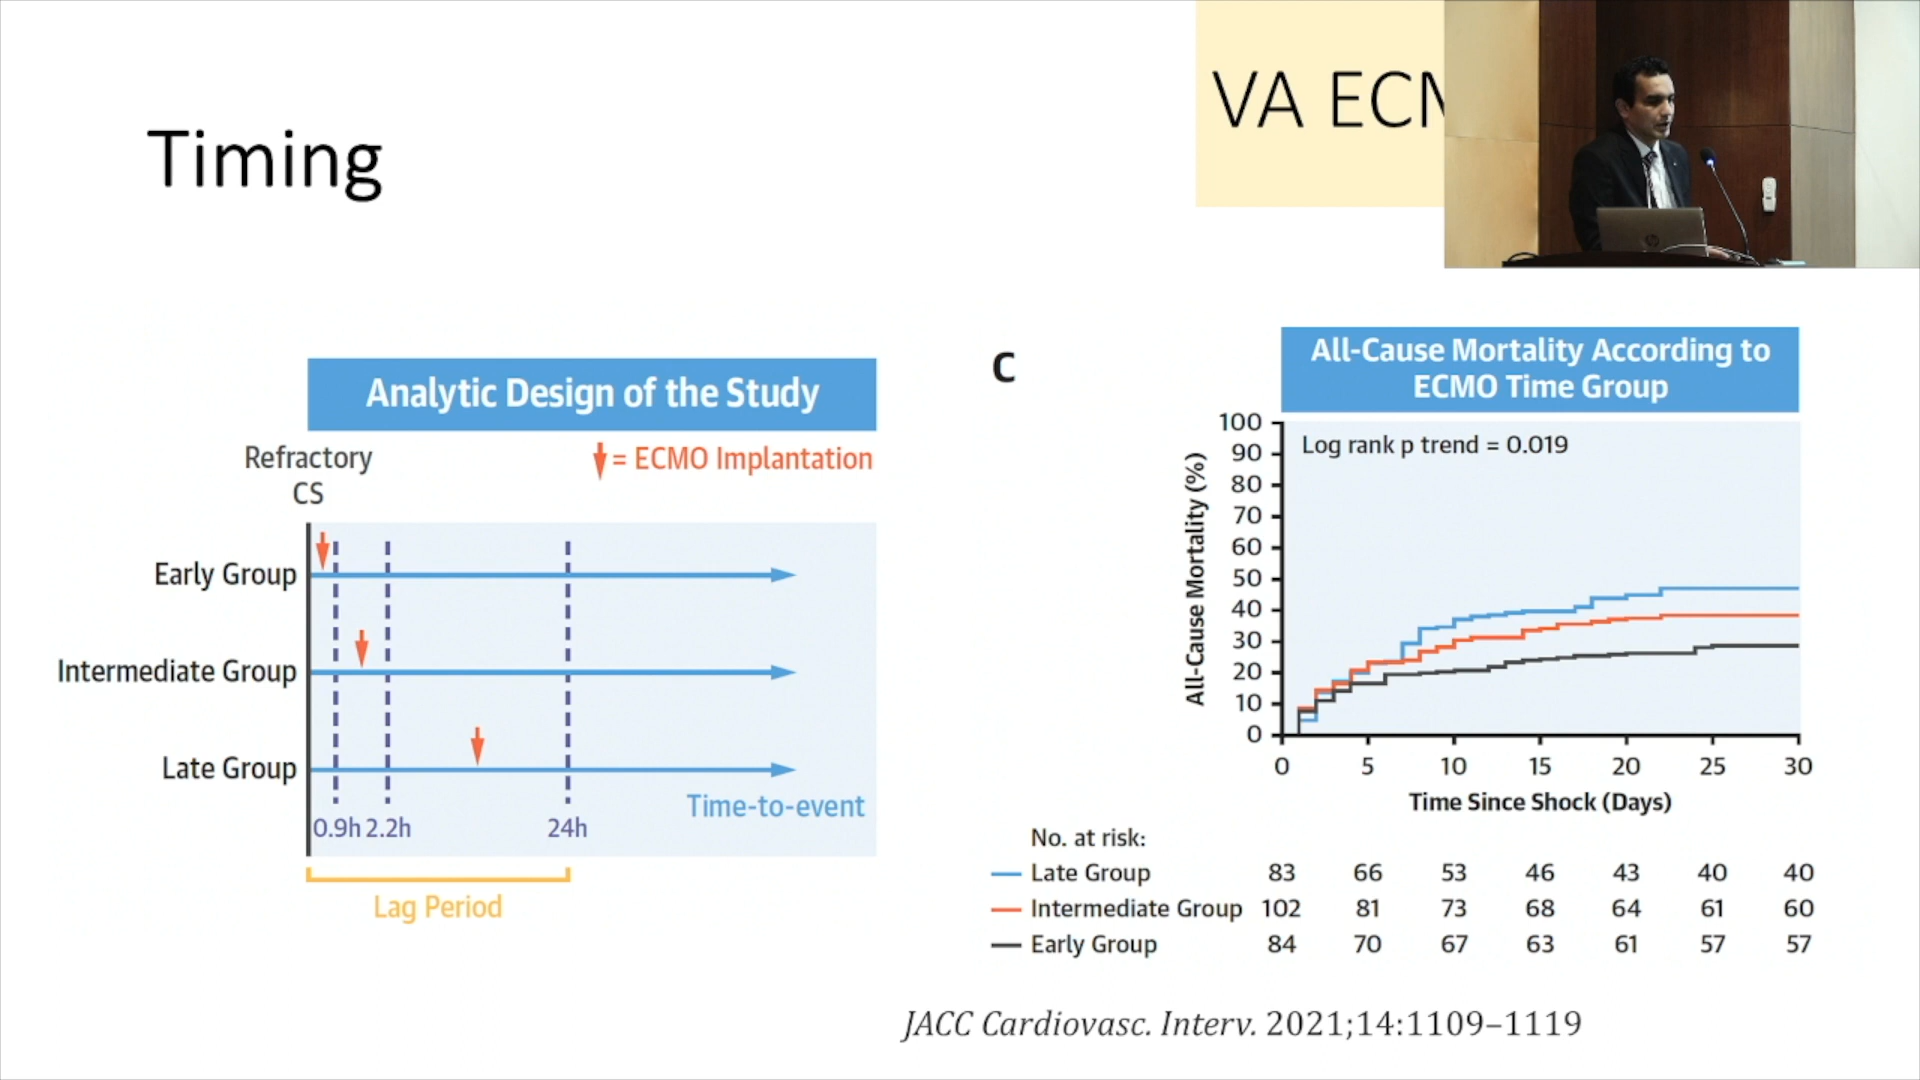 Timing
VA
Analytic Design of the Study
Refractory
CS
= ECMO Implantation
Early Group
Intermediate Group
Late Group
0.9h 2.2h 24h
Time-to-event
Lag Period
C
All-Cause Mortality According to
ECMO Time Group
Log rank p trend = 0.019
All-Cause Mortality (%)
100
90
80
70
60
50
40
30
20
10
0
0 5 10 15 20 25 30
Time Since Shock (Days)
No. at risk:
Late Group 83 66 53 46 43 40 40
Intermediate Group 102 81 73 68 64 61 60
Early Group 84 70 67 63 61 57 57
JACC Cardiovasc. Interv. 2021;14:1109–1119